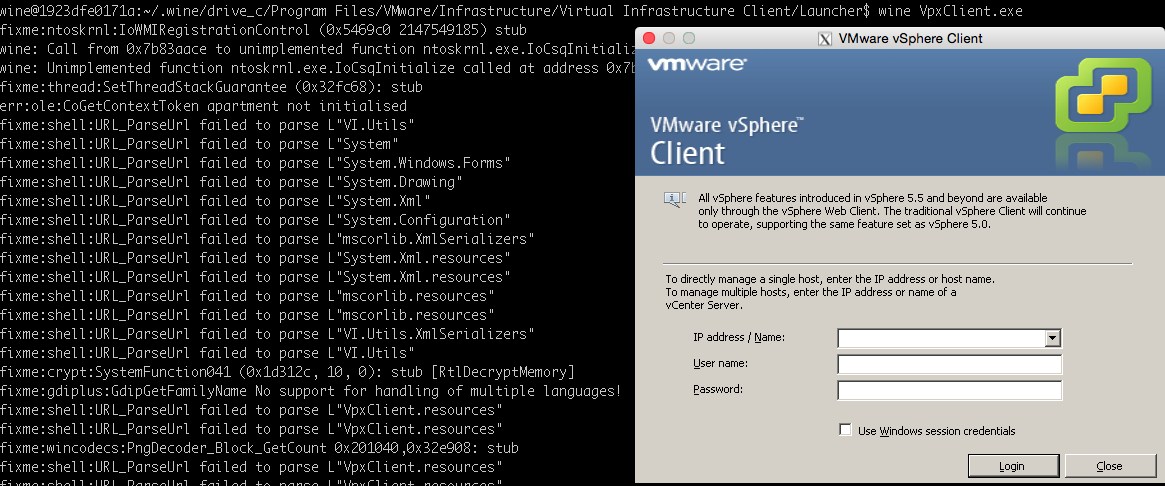 wine@1923dfe0171a:~/.wine/drive_c/Program Files/VMware/Infrastructure/Virtual Infrastructure Client/Launcher$ wine VpxClient.exe
fixme:ntoskrnl:IoWMIRegistrationControl (0x5469c0 2147549185) stub
wine: Call from 0x7b83aace to unimplemented function ntoskrnl.exe.IoCsqInitializ
wine: Unimplemented function ntoskrnl.exe.IoCsqInitialize called at address 0x7b
fixme:thread:SetThreadStackGuarantee (0x32fc68): stub
err:ole:CoGetContextToken apartment not initialised
fixme:shell:URL_ParseUrl failed to parse L"VI.Utils"
fixme:shell:URL_ParseUrl failed to parse L"System"
fixme:shell:URL_ParseUrl failed to parse L"System.Windows.Forms"
fixme:shell:URL_ParseUrl failed to parse L"System.Drawing"
fixme:shell:URL_ParseUrl failed to parse L"System.Xml"
fixme:shell:URL_ParseUrl failed to parse L"System.Configuration"
fixme:shell:URL_ParseUrl failed to parse L"mscorlib.XmlSerializers"
fixme:shell:URL_ParseUrl failed to parse L"System.Xml.resources"
fixme:shell:URL_ParseUrl failed to parse L"System.Xml.resources"
fixme:shell:URL_ParseUrl failed to parse L"mscorlib.resources"
fixme:shell:URL_ParseUrl failed to parse L"mscorlib.resources"
fixme:shell:URL_ParseUrl failed to parse L"VI.Utils.XmlSerializers"
fixme:shell:URL_ParseUrl failed to parse L"VI.Utils"
fixme:crypt:SystemFunction041 (0x1d312c, 10, 0): stub [RtlDecryptMemory]
fixme:gdiplus:GdipGetFamilyName No support for handling of multiple languages!
fixme:shell:URL_ParseUrl failed to parse L"VpxClient.resources"
fixme:shell:URL_ParseUrl failed to parse L"VpxClient.resources"
fixme:wincodecs:PngDecoder_Block_GetCount 0x201040,0x32e908: stub
fixme:shell:URL_ParseUrl failed to parse L"VpxClient.resources"
fixme:shell:URL_ParseUrl failed to parse L"VpxClient.resources"
VMware vSphere Client
vmware®
VMware vSphere™
Client
All vSphere features introduced in vSphere 5.5 and beyond are available
only through the vSphere Web Client. The traditional vSphere Client will continue
to operate, supporting the same feature set as vSphere 5.0.
To directly manage a single host, enter the IP address or host name.
To manage multiple hosts, enter the IP address or name of a
vCenter Server.
IP address / Name:
User name:
Password:
Use Windows session credentials
Login
Close